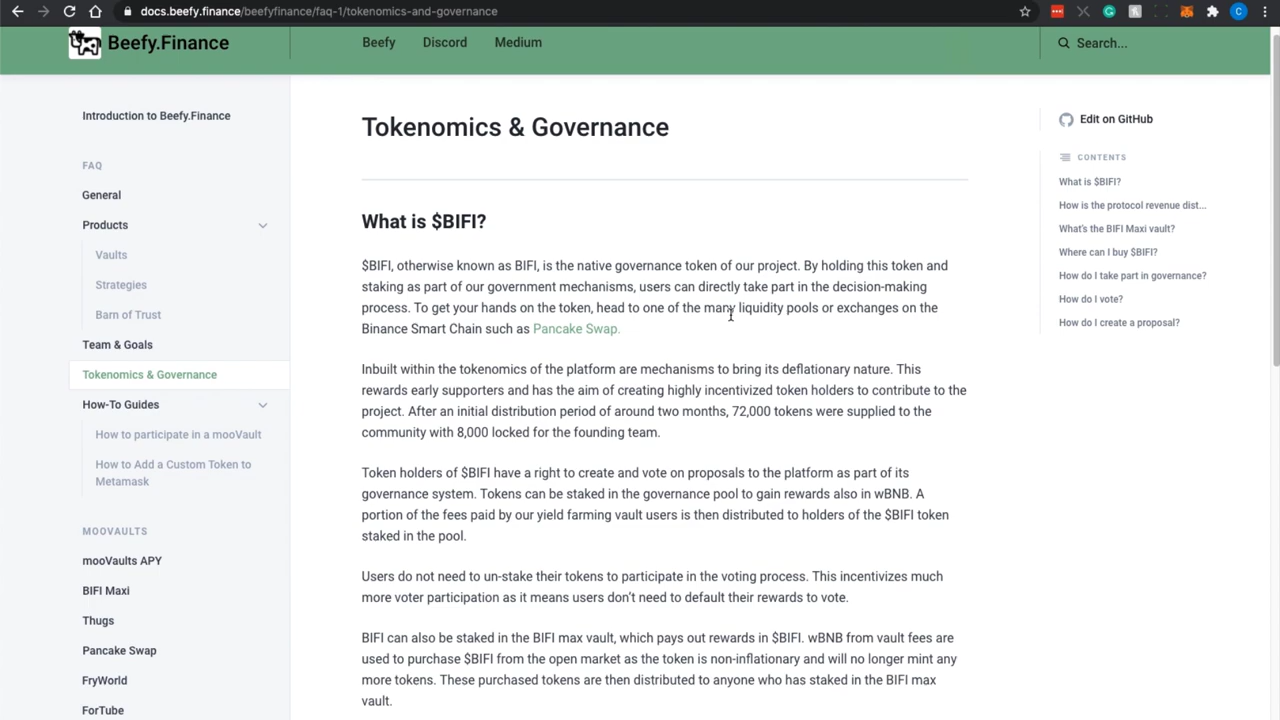 docs.beefy.finance/beefyfinance/faq-1/tokenomics-and-governance
C
Beefy.Finance
Beefy
Discord
Medium
Search...
Introduction to Beefy.Finance
FAQ
General
Products
Vaults
Strategies
Barn of Trust
Team & Goals
Tokenomics & Governance
How-To Guides
How to participate in a mooVault
How to Add a Custom Token to
Metamask
MOOVAULTS
mooVaults APY
BIFI Maxi
Thugs
Pancake Swap
FryWorld
ForTube
Tokenomics & Governance
What is $BIFI?
$BIFI, otherwise known as BIFI, is the native governance token of our project. By holding this token and
staking as part of our government mechanisms, users can directly take part in the decision-making
process. To get your hands on the token, head to one of the many liquidity pools or exchanges on the
Binance Smart Chain such as Pancake Swap.
Inbuilt within the tokenomics of the platform are mechanisms to bring its deflationary nature. This
rewards early supporters and has the aim of creating highly incentivized token holders to contribute to the
project. After an initial distribution period of around two months, 72,000 tokens were supplied to the
community with 8,000 locked for the founding team.
Token holders of $BIFI have a right to create and vote on proposals to the platform as part of its
governance system. Tokens can be staked in the governance pool to gain rewards also in wBNB. A
portion of the fees paid by our yield farming vault users is then distributed to holders of the $BIFI token
staked in the pool.
Users do not need to un-stake their tokens to participate in the voting process. This incentivizes much
more voter participation as it means users don't need to default their rewards to vote.
BIFI can also be staked in the BIFI max vault, which pays out rewards in $BIFI. wBNB from vault fees are
used to purchase $BIFI from the open market as the token is non-inflationary and will no longer mint any
more tokens. These purchased tokens are then distributed to anyone who has staked in the BIFI max
vault.
Edit on GitHub
CONTENTS
What is $BIFI?
How is the protocol revenue dist...
What's the BIFI Maxi vault?
Where can I buy $BIFI?
How do I take part in governance?
How do I vote?
How do I create a proposal?